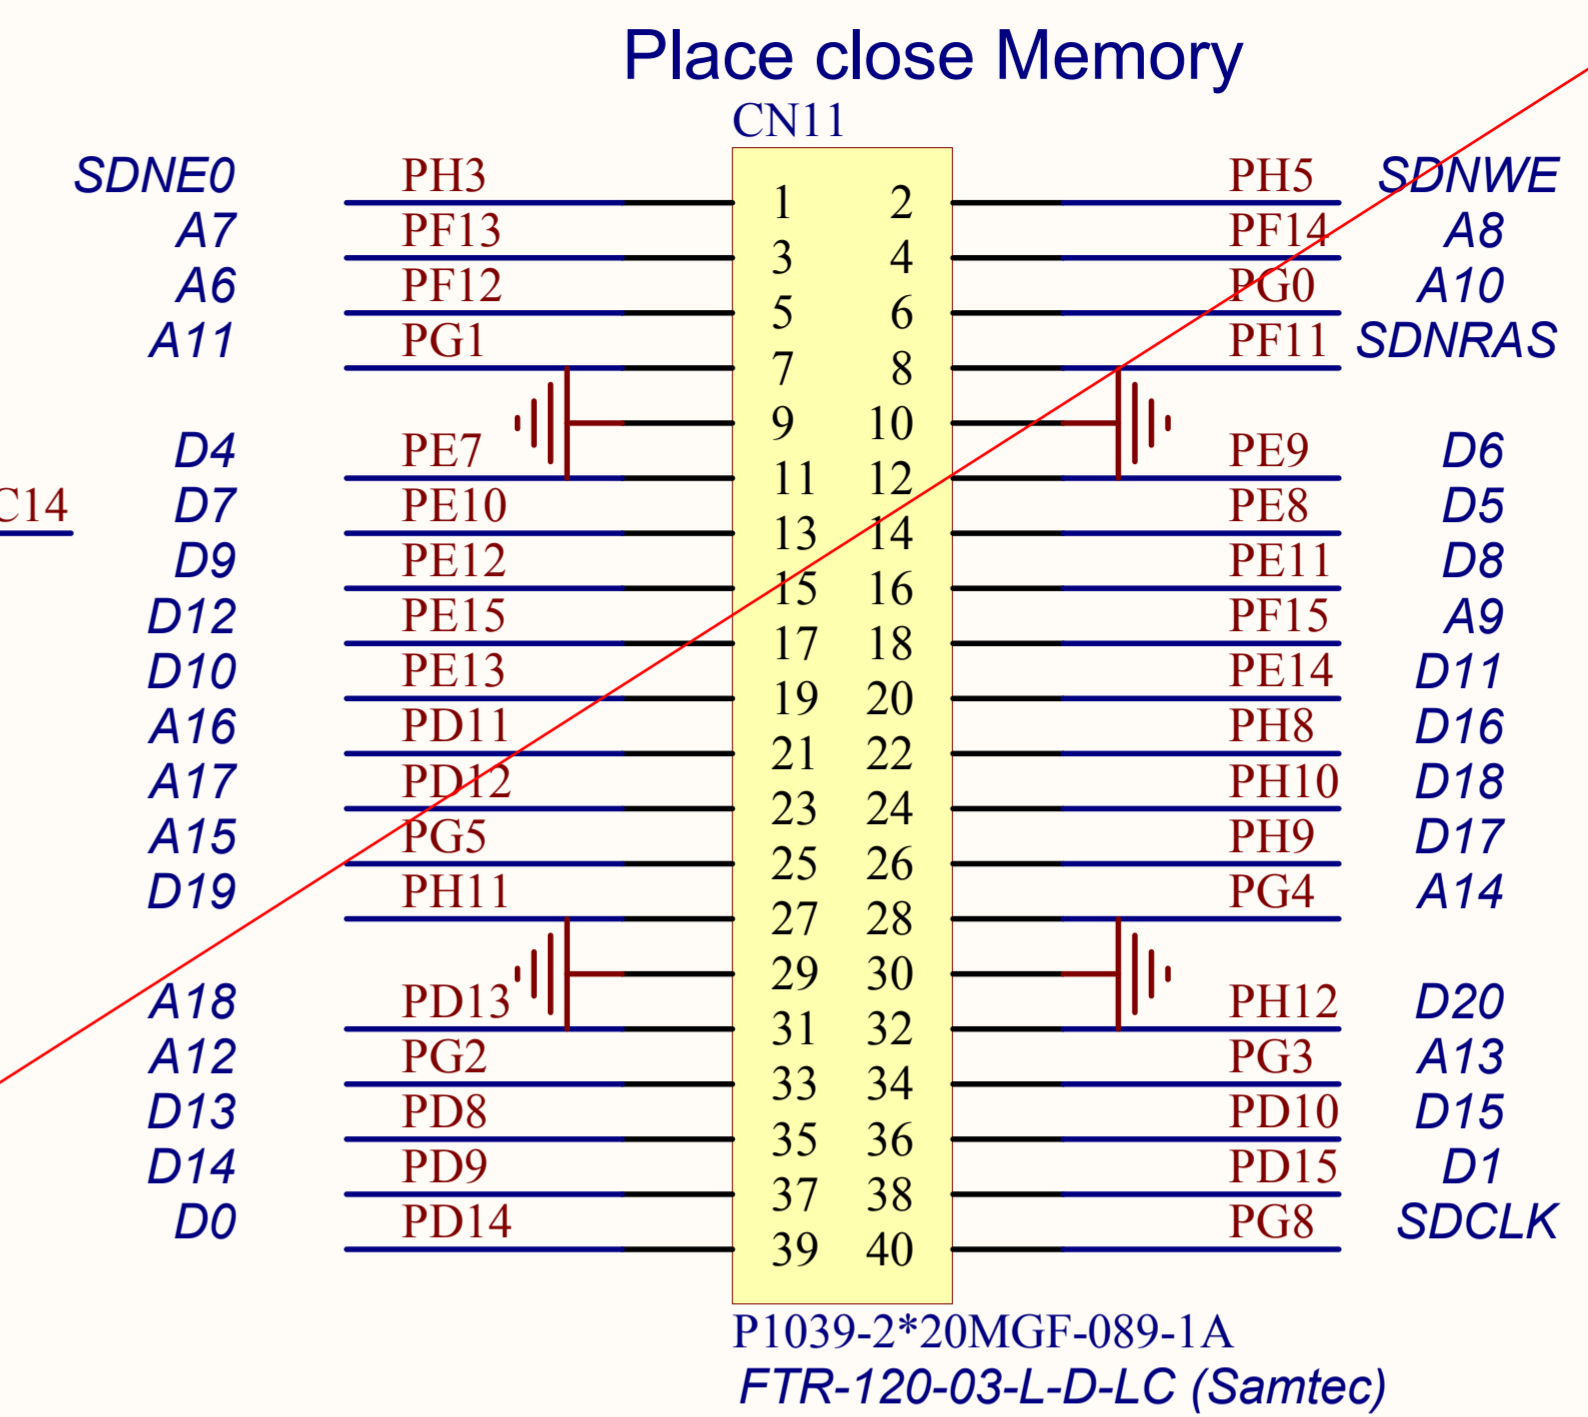 Place close Memory
CN11
SDNE0 PH3 1 2 PH5 SDNWE
A7 PF13 3 4 PF14 A8
A6 PF12 5 6 PG0 A10
A11 PG1 7 8 PF11 SDNRAS
9 10
D4 PE7 11 12 PE9 D6
C14 D7 PE10 13 14 PE8 D5
D9 PE12 15 16 PE11 D8
D12 PE15 17 18 PF15 A9
D10 PE13 19 20 PE14 D11
A16 PD11 21 22 PH8 D16
A17 PD12 23 24 PH10 D18
A15 PG5 25 26 PH9 D17
D19 PH11 27 28 PG4 A14
29 30
A18 PD13 31 32 PH12 D20
A12 PG2 33 34 PG3 A13
D13 PD8 35 36 PD10 D15
D14 PD9 37 38 PD15 D1
D0 PD14 39 40 PG8 SDCLK
P1039-2*20MGF-089-1A
FTR-120-03-L-D-LC (Samtec)